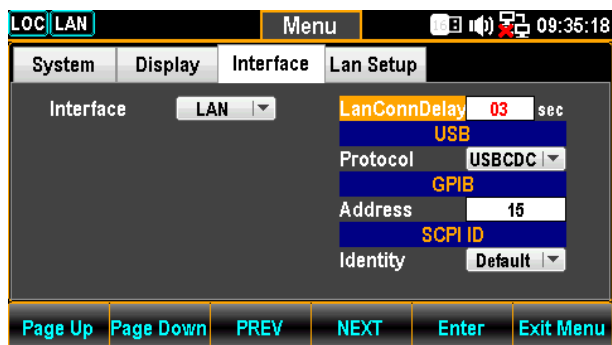 LOC LAN Menu 16 09:35:18
System Display Interface Lan Setup
Interface LAN LanConnDelay 03 sec
USB
Protocol USBCDC
GPIB
Address 15
SCPI ID
Identity Default
Page Up Page Down PREV NEXT Enter Exit Menu